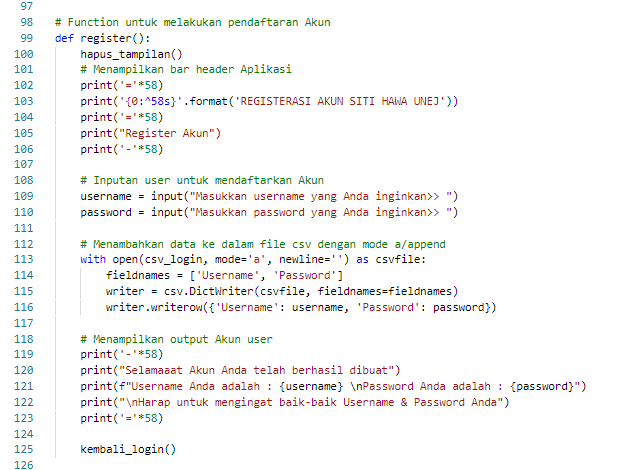 97
98 # Function untuk melakukan pendaftaran Akun
99 def register():
100     hapus_tampilan()
101     # Menampilkan bar header Aplikasi
102     print('='*58)
103     print('{0:^58s}'.format('REGISTERASI AKUN SITI HAWA UNEJ'))
104     print('='*58)
105     print("Register Akun")
106     print('-'*58)
107
108     # Inputan user untuk mendaftarkan Akun
109     username = input("Masukkan username yang Anda inginkan>> ")
110     password = input("Masukkan password yang Anda inginkan>> ")
111
112     # Menambahkan data ke dalam file csv dengan mode a/append
113     with open(csv_login, mode='a', newline='') as csvfile:
114         fieldnames = ['Username', 'Password']
115         writer = csv.DictWriter(csvfile, fieldnames=fieldnames)
116         writer.writerow({'Username': username, 'Password': password})
117
118     # Menampilkan output Akun user
119     print('-'*58)
120     print("Selamaaat Akun Anda telah berhasil dibuat")
121     print(f"Username Anda adalah : {username} \nPassword Anda adalah : {password}")
122     print("\nHarap untuk mengingat baik-baik Username & Password Anda")
123     print('='*58)
124
125     kembali_login()
126